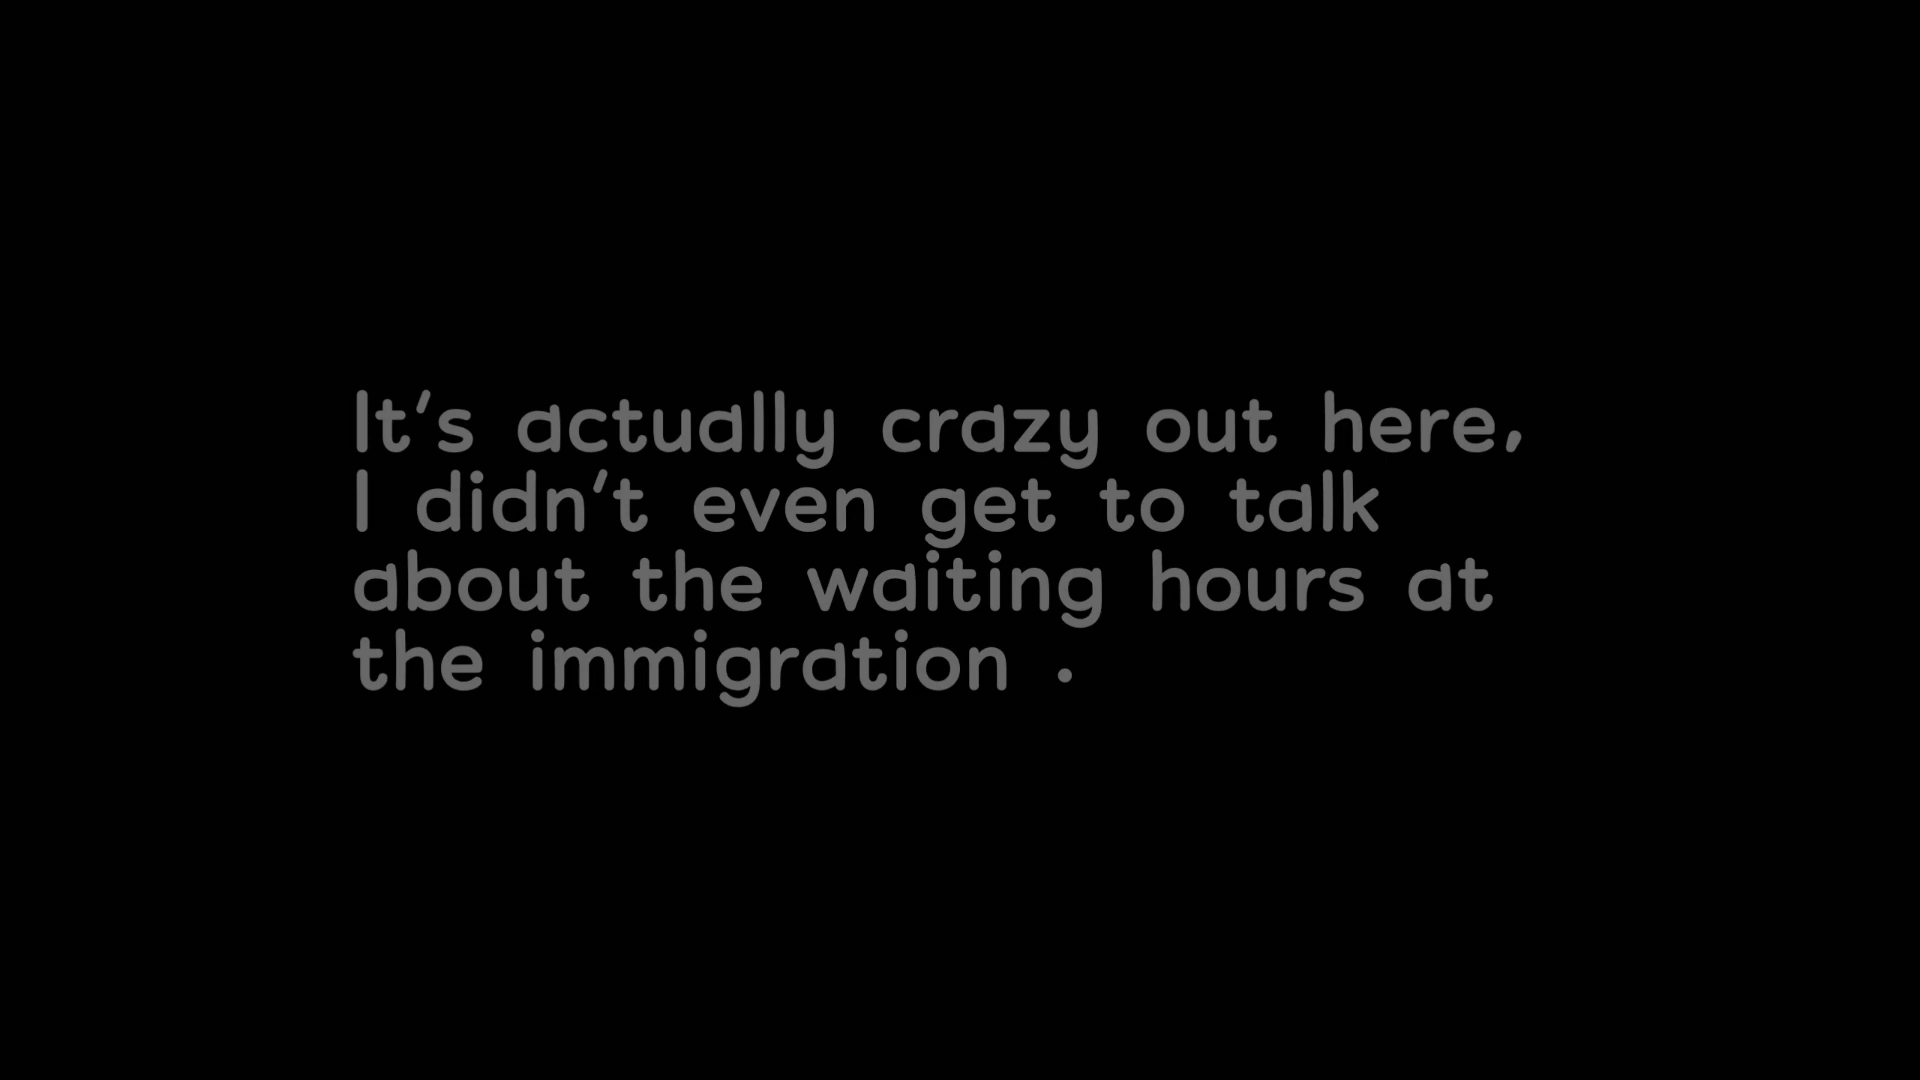 It's actually crazy out here,
I didn't even get to talk
about the waiting hours at
the immigration .